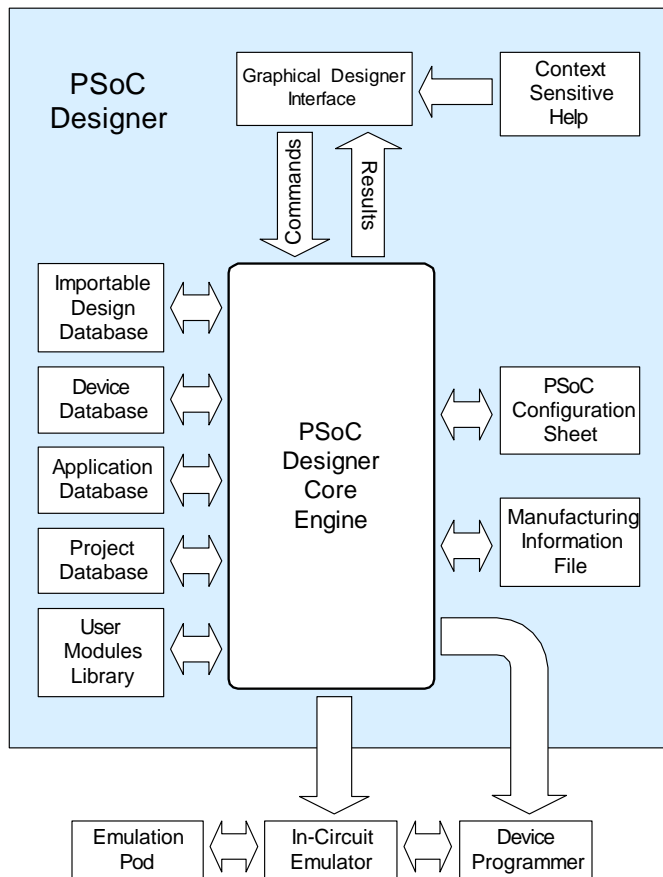 PSoC
Designer
Graphical Designer
Interface
Context
Sensitive
Help
Commands
Results
Importable
Design
Database
Device
Database
Application
Database
Project
Database
User
Modules
Library
PSoC
Designer
Core
Engine
PSoC
Configuration
Sheet
Manufacturing
Information
File
Emulation
Pod
In-Circuit
Emulator
Device
Programmer